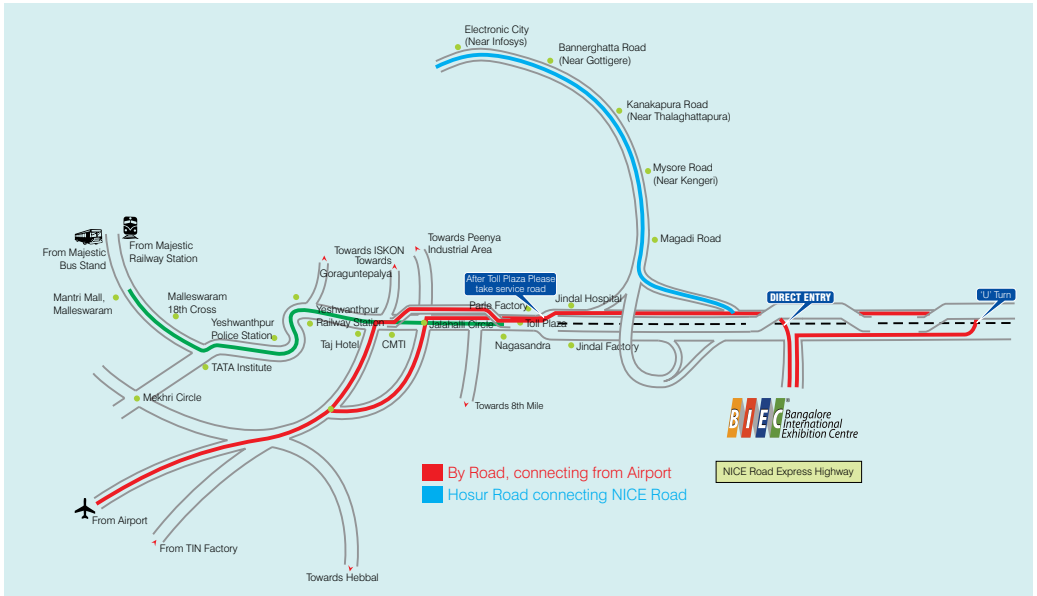 Electronic City
(Near Infosys)
Bannerghatta Road
(Near Gottigere)
Kanakapura Road
(Near Thalaghattapura)
Mysore Road
(Near Kengeri)
Magadi Road
From Majestic
Bus Stand
From Majestic
Railway Station
Towards ISKON
Towards
Goraguntepalya
Towards Peenya
Industrial Area
After Toll Plaza Please
take service road
Mantri Mall,
Malleswaram
Malleswaram
18th Cross
Yeshwanthpur
Police Station
Yeshwanthpur
Railway Station
Parle Factory
Jindal Hospital
DIRECT ENTRY
'U' Turn
Jalahalli Circle
Toll Plaza
Taj Hotel
CMTI
Nagasandra
Jindal Factory
TATA Institute
Mekhri Circle
Towards 8th Mile
BIEC
Bangalore
International
Exhibition Centre
By Road, connecting from Airport
Hosur Road connecting NICE Road
NICE Road Express Highway
From Airport
From TIN Factory
Towards Hebbal